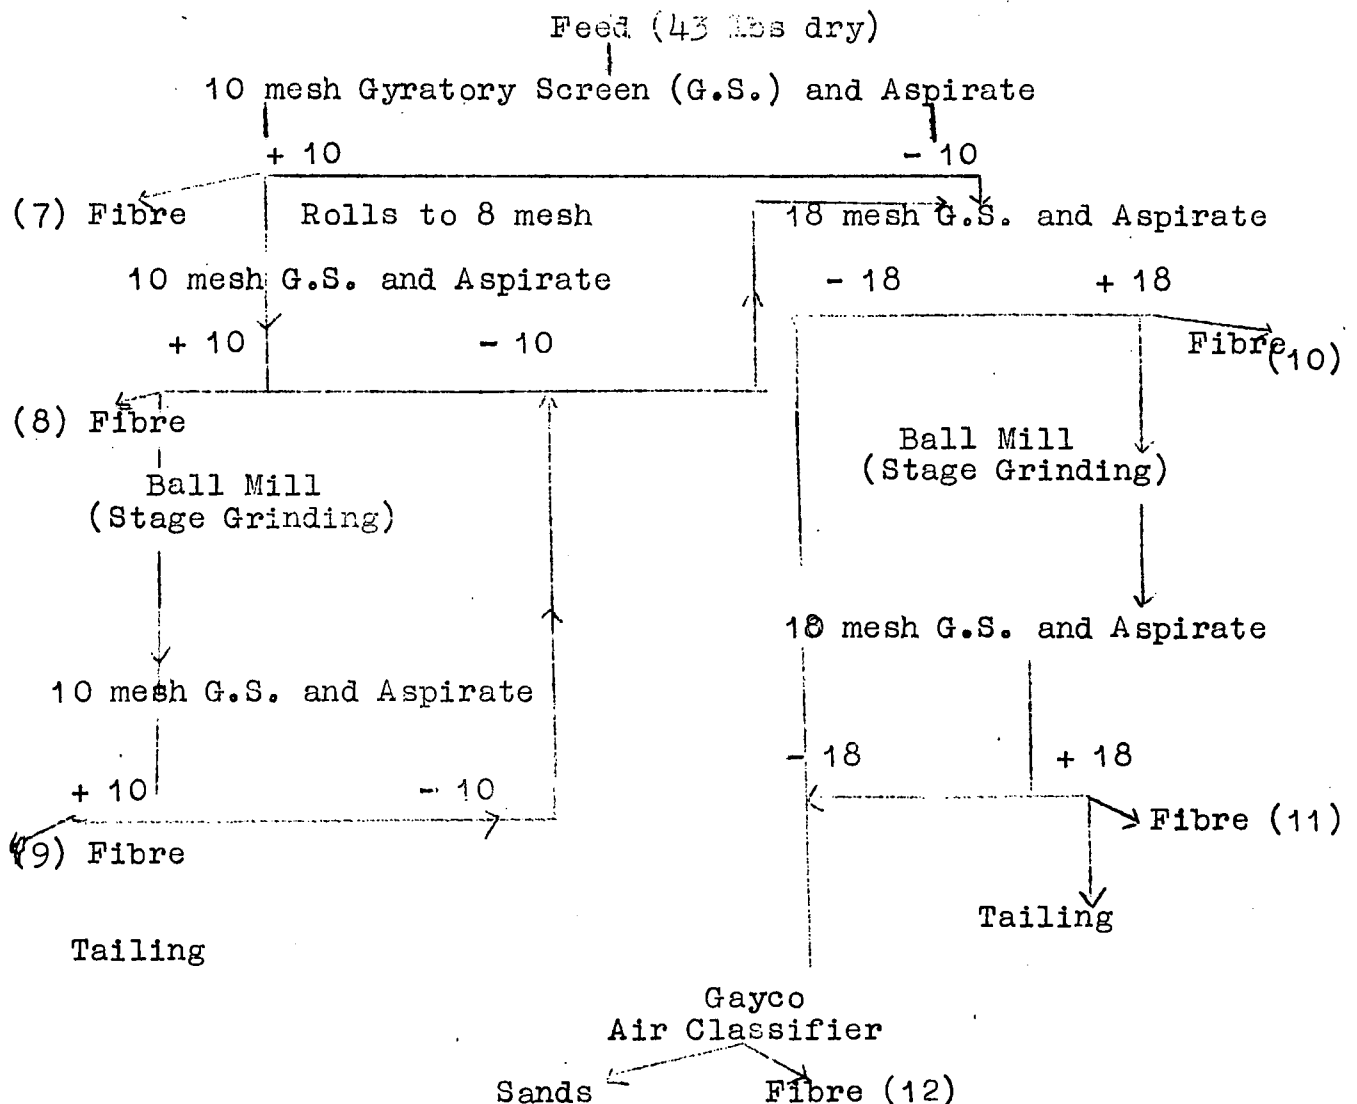 Feed (43 lbs dry)
10 mesh Gyratory Screen (G.S.) and Aspirate
+ 10 - 10
(7) Fibre Rolls to 8 mesh 18 mesh G.S. and Aspirate
10 mesh G.S. and Aspirate - 18 + 18
+ 10 - 10 Fibre (10)
(8) Fibre
Ball Mill
(Stage Grinding)
Ball Mill
(Stage Grinding)
18 mesh G.S. and Aspirate
10 mesh G.S. and Aspirate
- 18 + 18
+ 10 - 10
Fibre (11)
(9) Fibre
Tailing
Tailing
Gayco
Air Classifier
Sands Fibre (12)